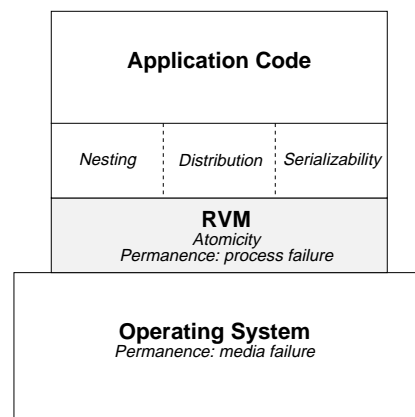 Application Code
Nesting Distribution Serializability
RVM
Atomicity
Permanence: process failure
Operating System
Permanence: media failure